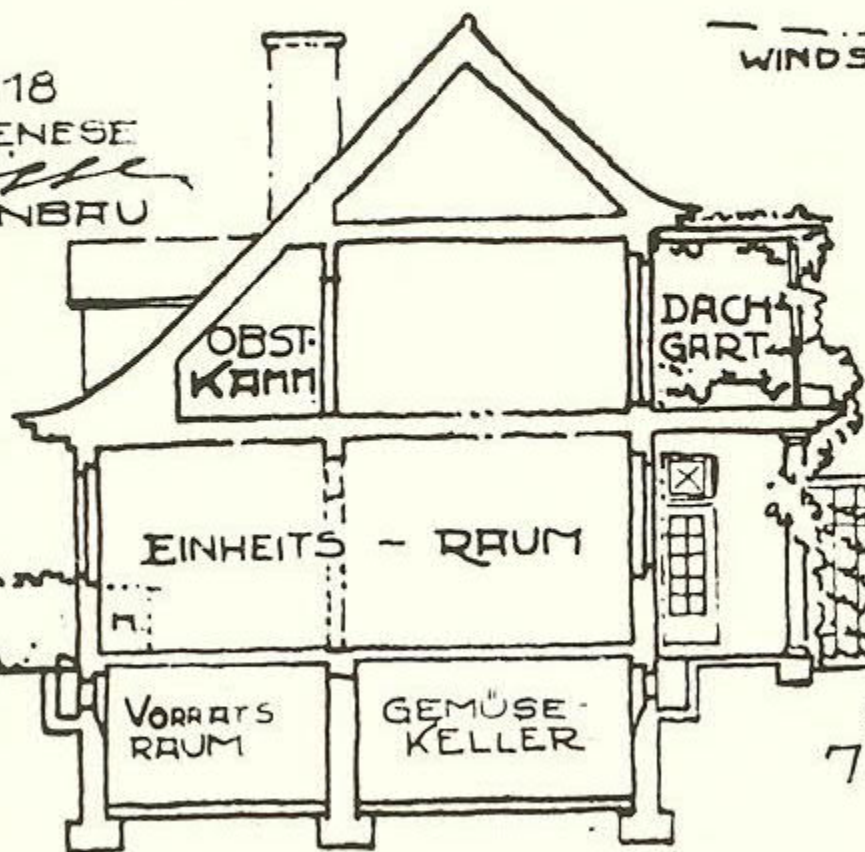 18
ENESE
NBAU
WINDS
OBST-
KAMM
DACH-
GART
EINHEITS - RAUM
VORRATS
RAUM
GEMÜSE-
KELLER
7